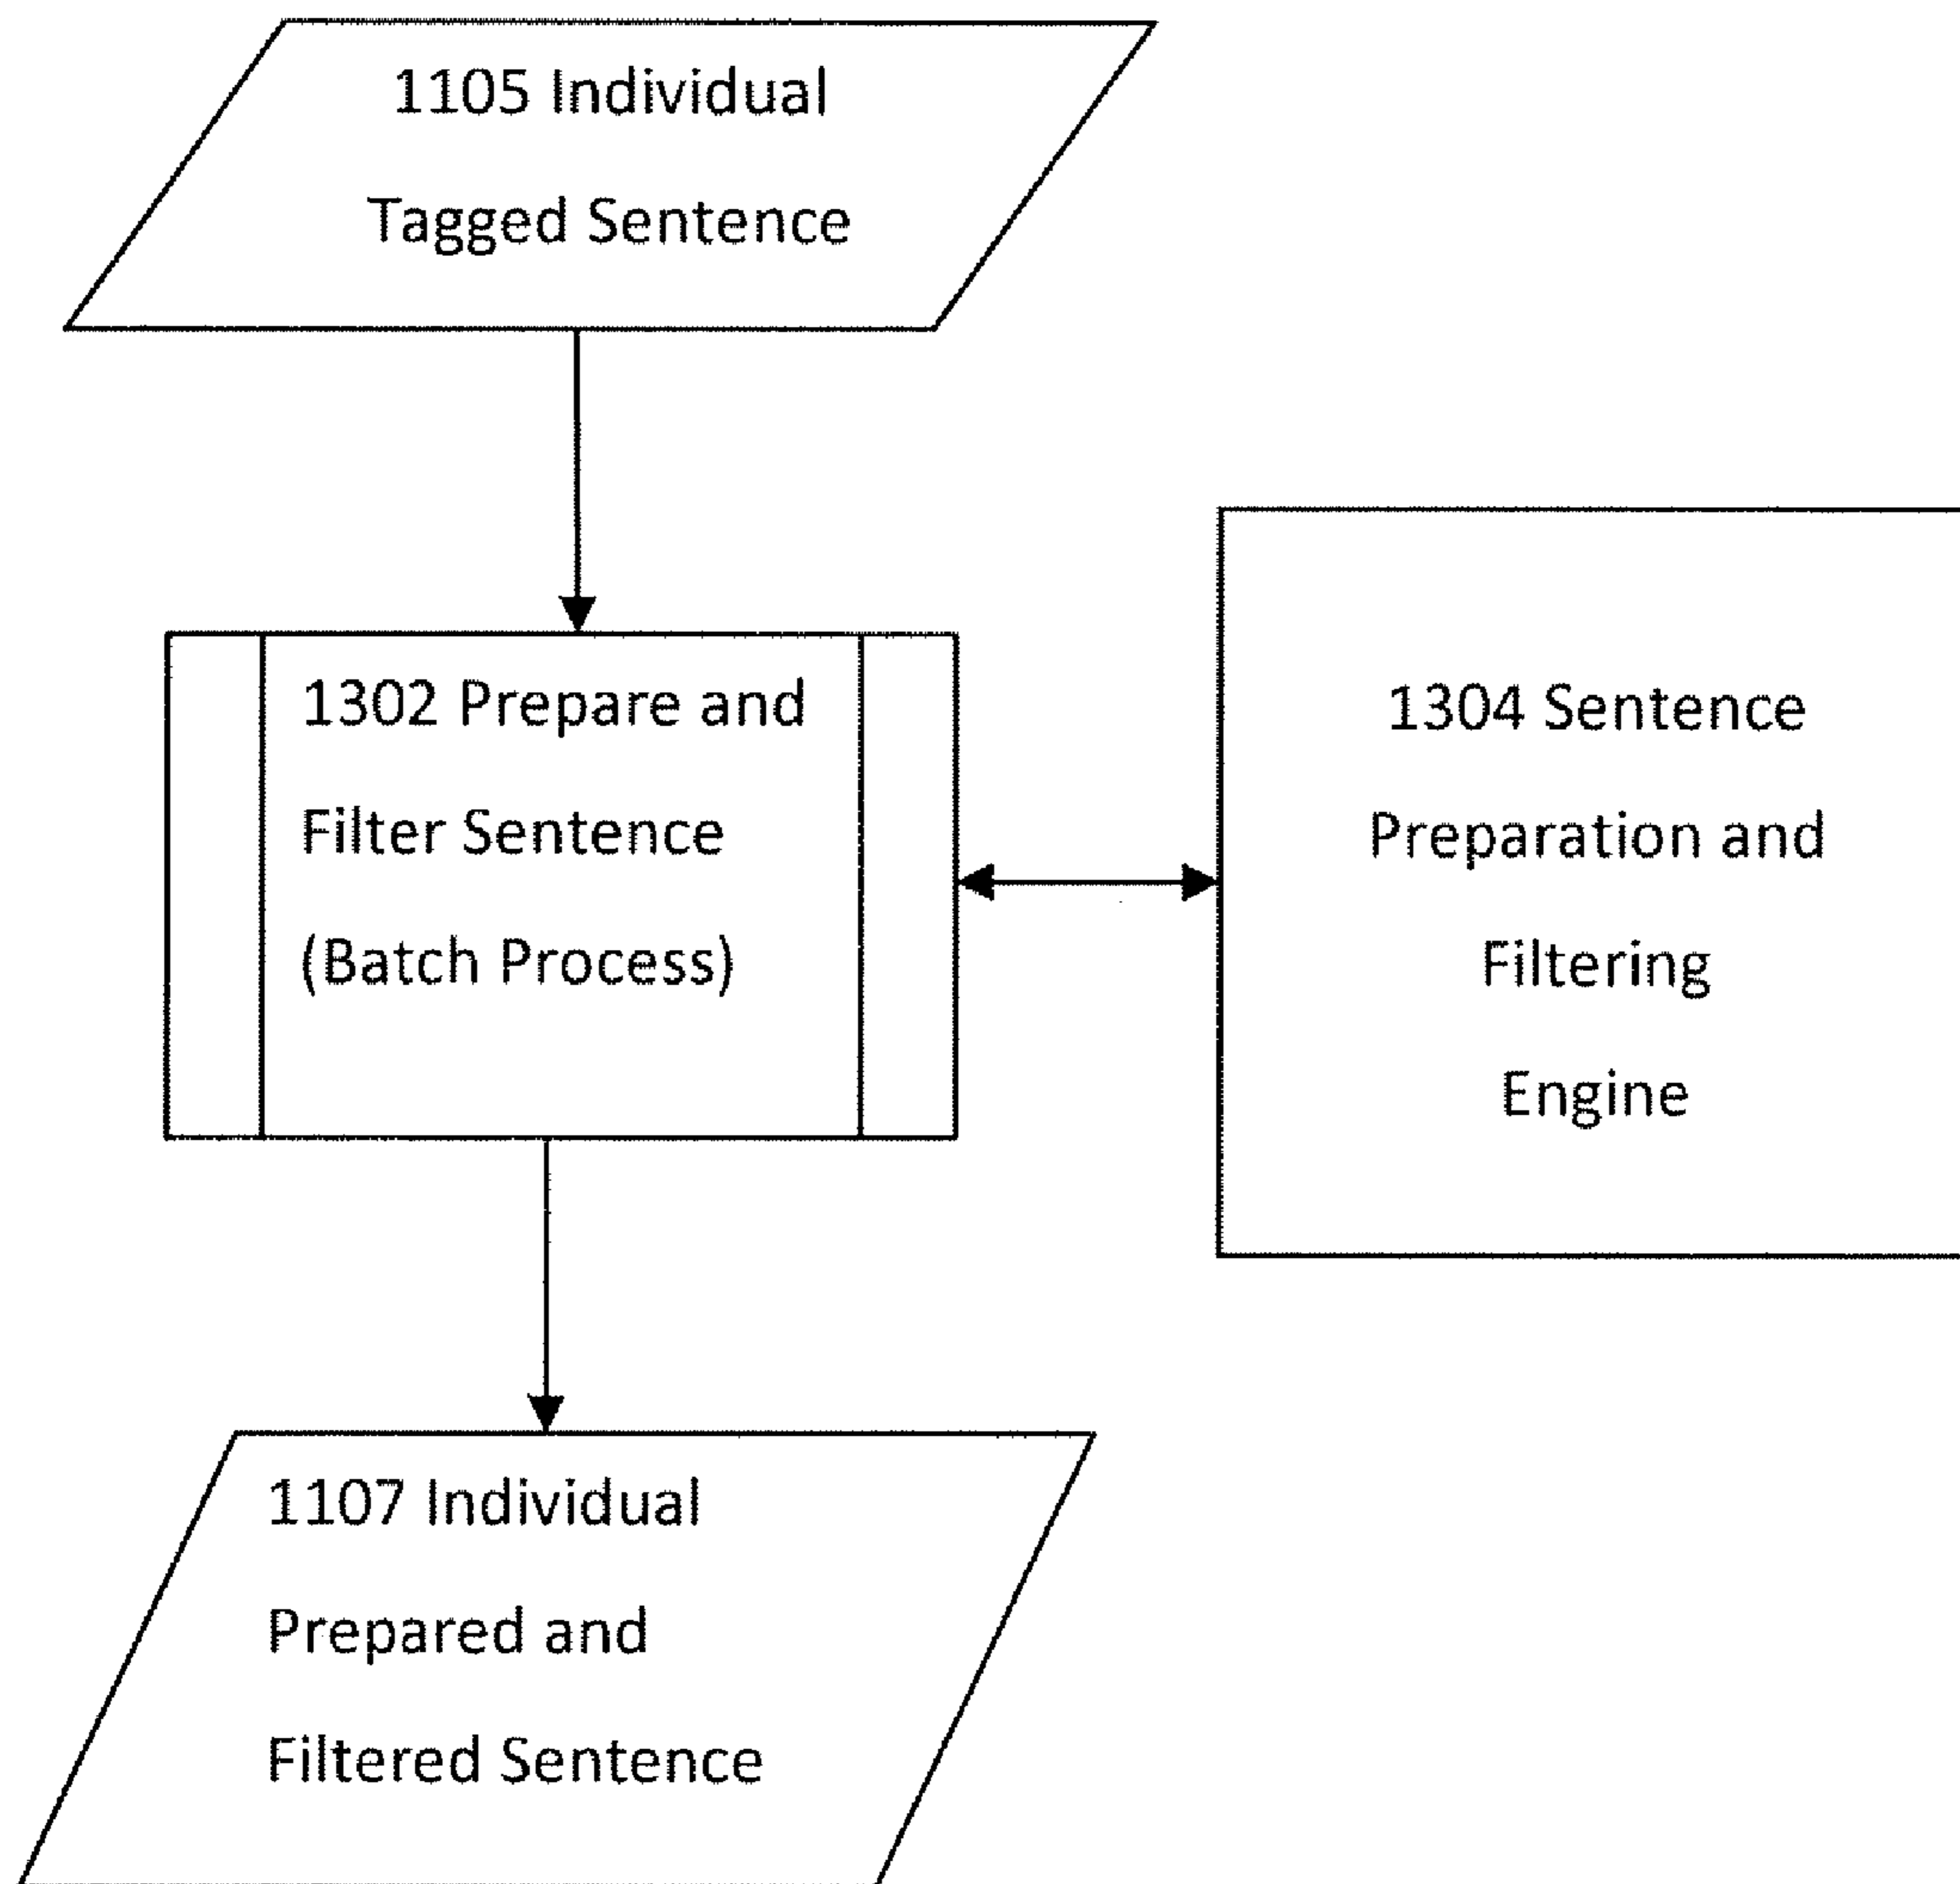 1105 Individual
Tagged Sentence
1302 Prepare and
Filter Sentence
(Batch Process)
1304 Sentence
Preparation and
Filtering
Engine
1107 Individual
Prepared and
Filtered Sentence